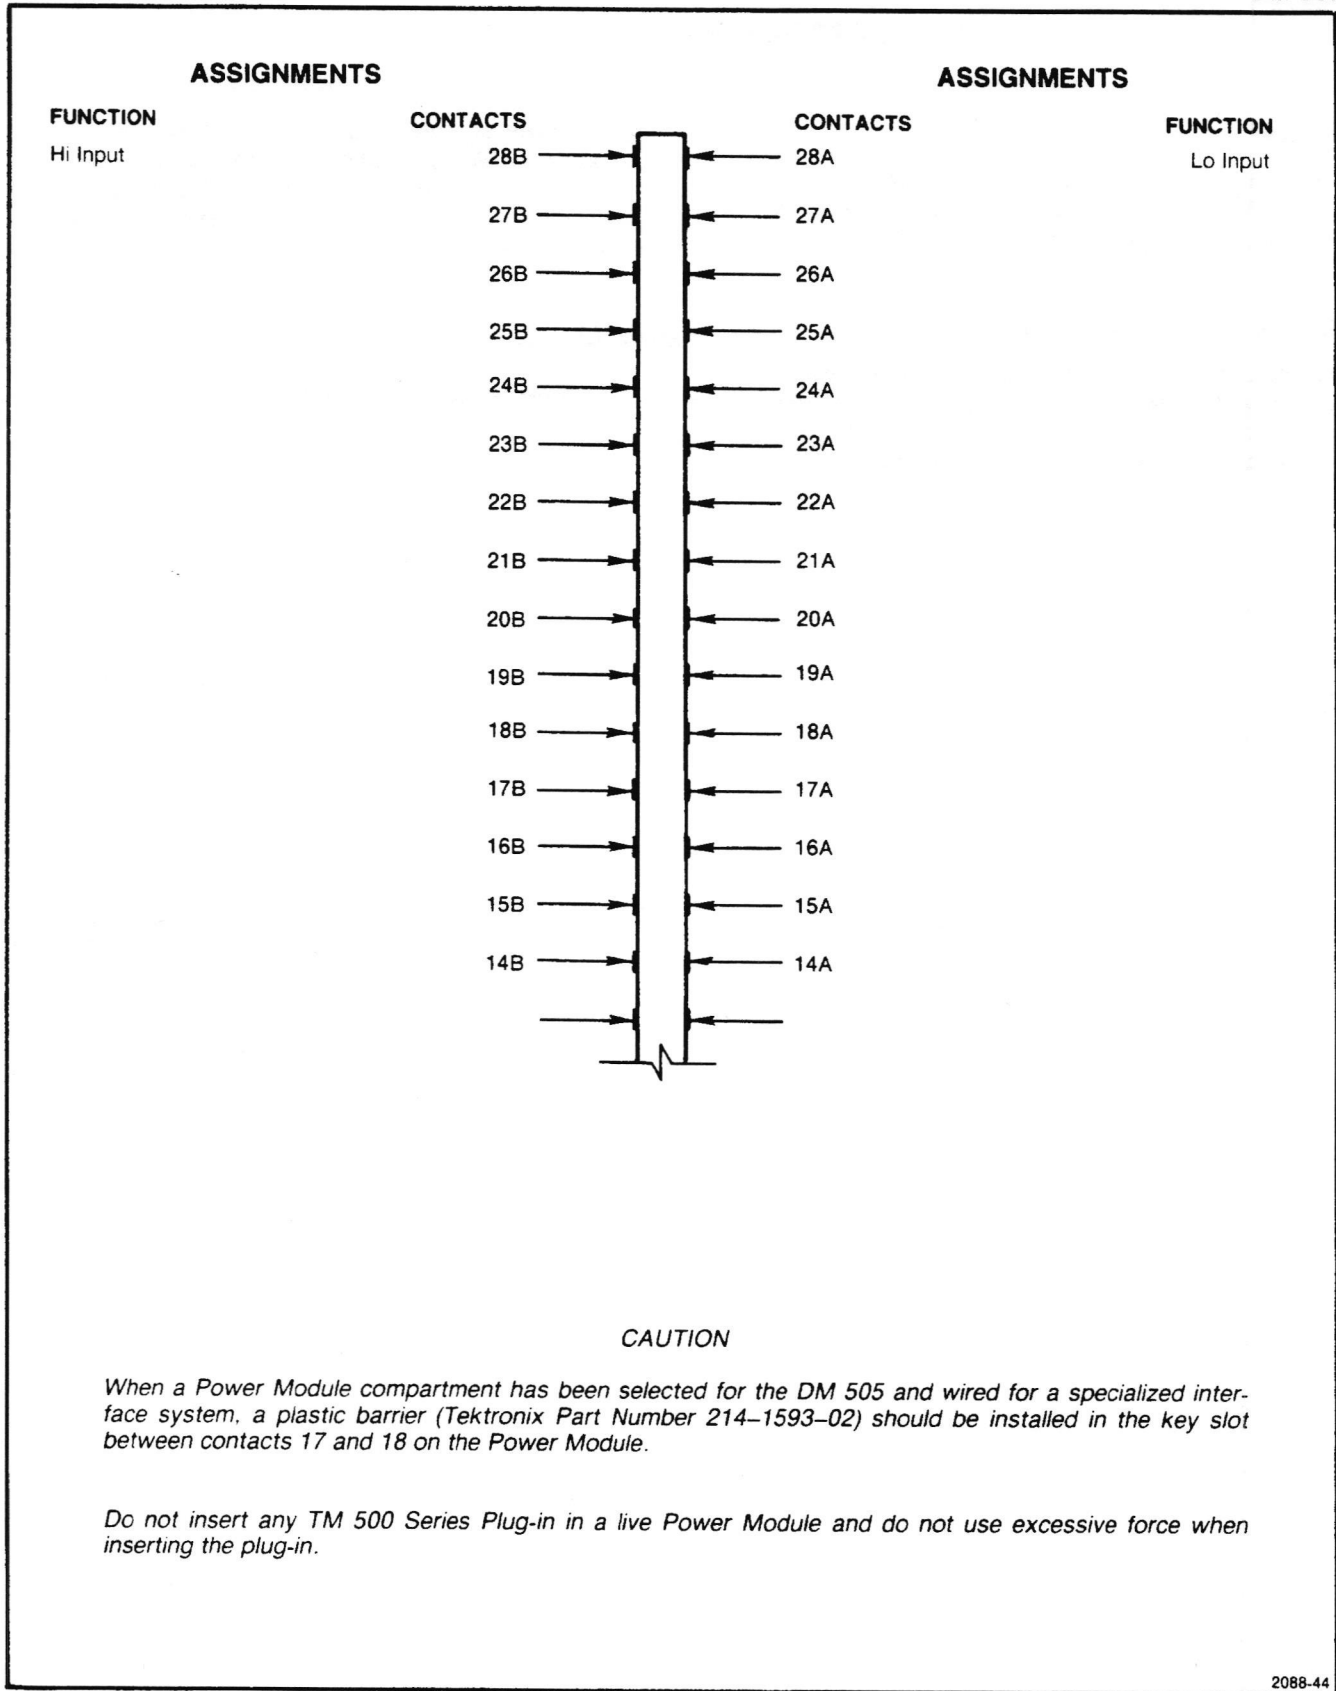 ASSIGNMENTS ASSIGNMENTS
FUNCTION CONTACTS CONTACTS FUNCTION
Hi Input 28B 28A Lo Input
27B 27A
26B 26A
25B 25A
24B 24A
23B 23A
22B 22A
21B 21A
20B 20A
19B 19A
18B 18A
17B 17A
16B 16A
15B 15A
14B 14A
CAUTION
When a Power Module compartment has been selected for the DM 505 and wired for a specialized inter-
face system, a plastic barrier (Tektronix Part Number 214–1593–02) should be installed in the key slot
between contacts 17 and 18 on the Power Module.
Do not insert any TM 500 Series Plug-in in a live Power Module and do not use excessive force when
inserting the plug-in.
2088-44